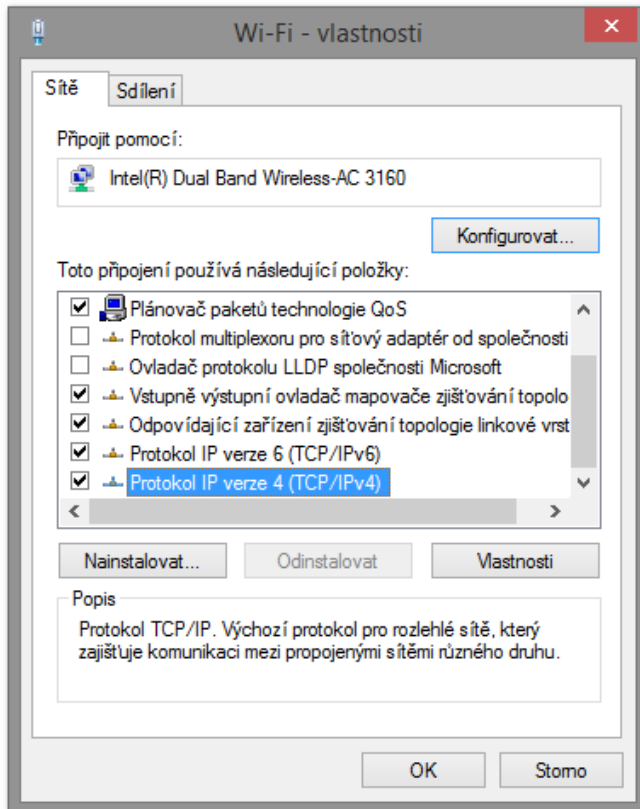 Wi-Fi - vlastnosti
Sítě
Sdílení
Připojit pomocí:
Intel(R) Dual Band Wireless-AC 3160
Konfigurovat...
Toto připojení používá následující položky:
Plánovač paketů technologie QoS
Protokol multiplexoru pro síťový adaptér od společnosti
Ovladač protokolu LLDP společnosti Microsoft
Vstupně výstupní ovladač mapovače zjišťování topolo
Odpovídající zařízení zjišťování topologie linkové vrst
Protokol IP verze 6 (TCP/IPv6)
Protokol IP verze 4 (TCP/IPv4)
Nainstalovat...
Odinstalovat
Vlastnosti
Popis
Protokol TCP/IP. Výchozí protokol pro rozlehlé sítě, který
zajišťuje komunikaci mezi propojenými sítěmi různého druhu.
OK
Storno